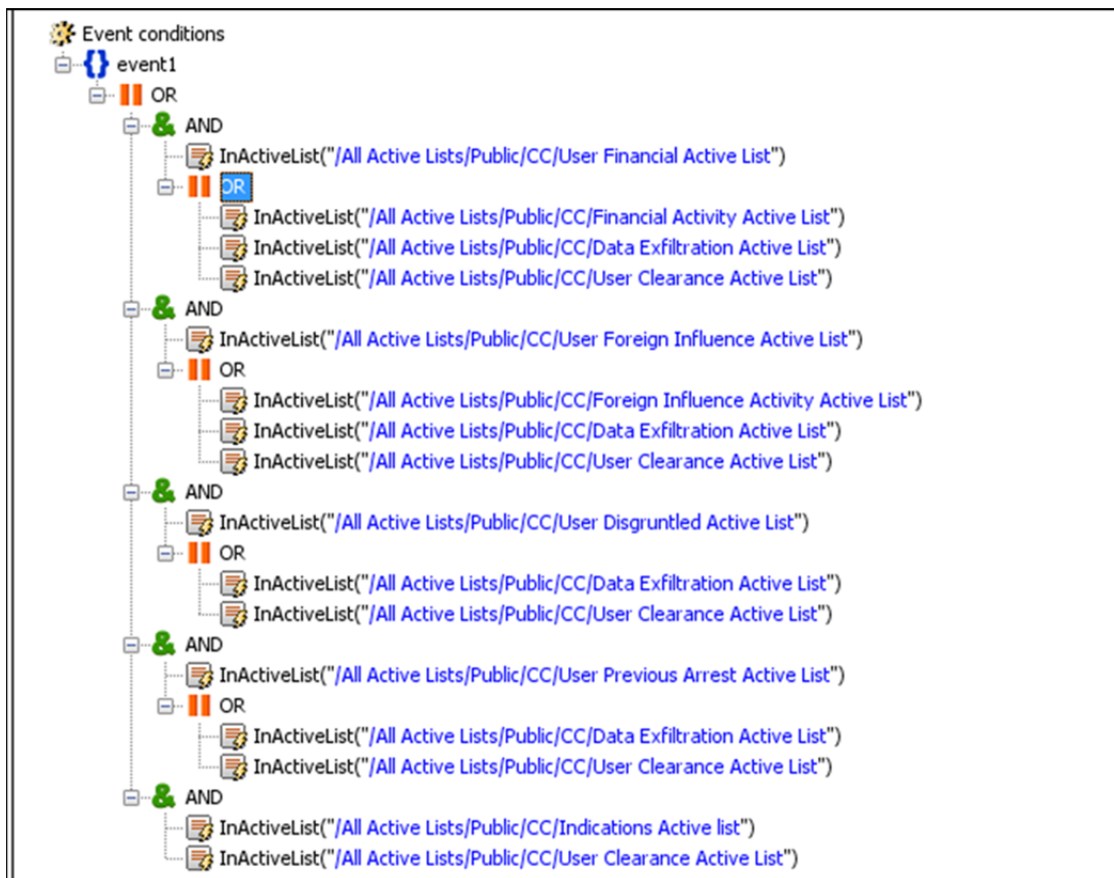 Event conditions
event1
OR
& AND
InActiveList("/All Active Lists/Public/CC/User Financial Active List")
OR
InActiveList("/All Active Lists/Public/CC/Financial Activity Active List")
InActiveList("/All Active Lists/Public/CC/Data Exfiltration Active List")
InActiveList("/All Active Lists/Public/CC/User Clearance Active List")
& AND
InActiveList("/All Active Lists/Public/CC/User Foreign Influence Active List")
OR
InActiveList("/All Active Lists/Public/CC/Foreign Influence Activity Active List")
InActiveList("/All Active Lists/Public/CC/Data Exfiltration Active List")
InActiveList("/All Active Lists/Public/CC/User Clearance Active List")
& AND
InActiveList("/All Active Lists/Public/CC/User Disgruntled Active List")
OR
InActiveList("/All Active Lists/Public/CC/Data Exfiltration Active List")
InActiveList("/All Active Lists/Public/CC/User Clearance Active List")
& AND
InActiveList("/All Active Lists/Public/CC/User Previous Arrest Active List")
OR
InActiveList("/All Active Lists/Public/CC/Data Exfiltration Active List")
InActiveList("/All Active Lists/Public/CC/User Clearance Active List")
& AND
InActiveList("/All Active Lists/Public/CC/Indications Active list")
InActiveList("/All Active Lists/Public/CC/User Clearance Active List")